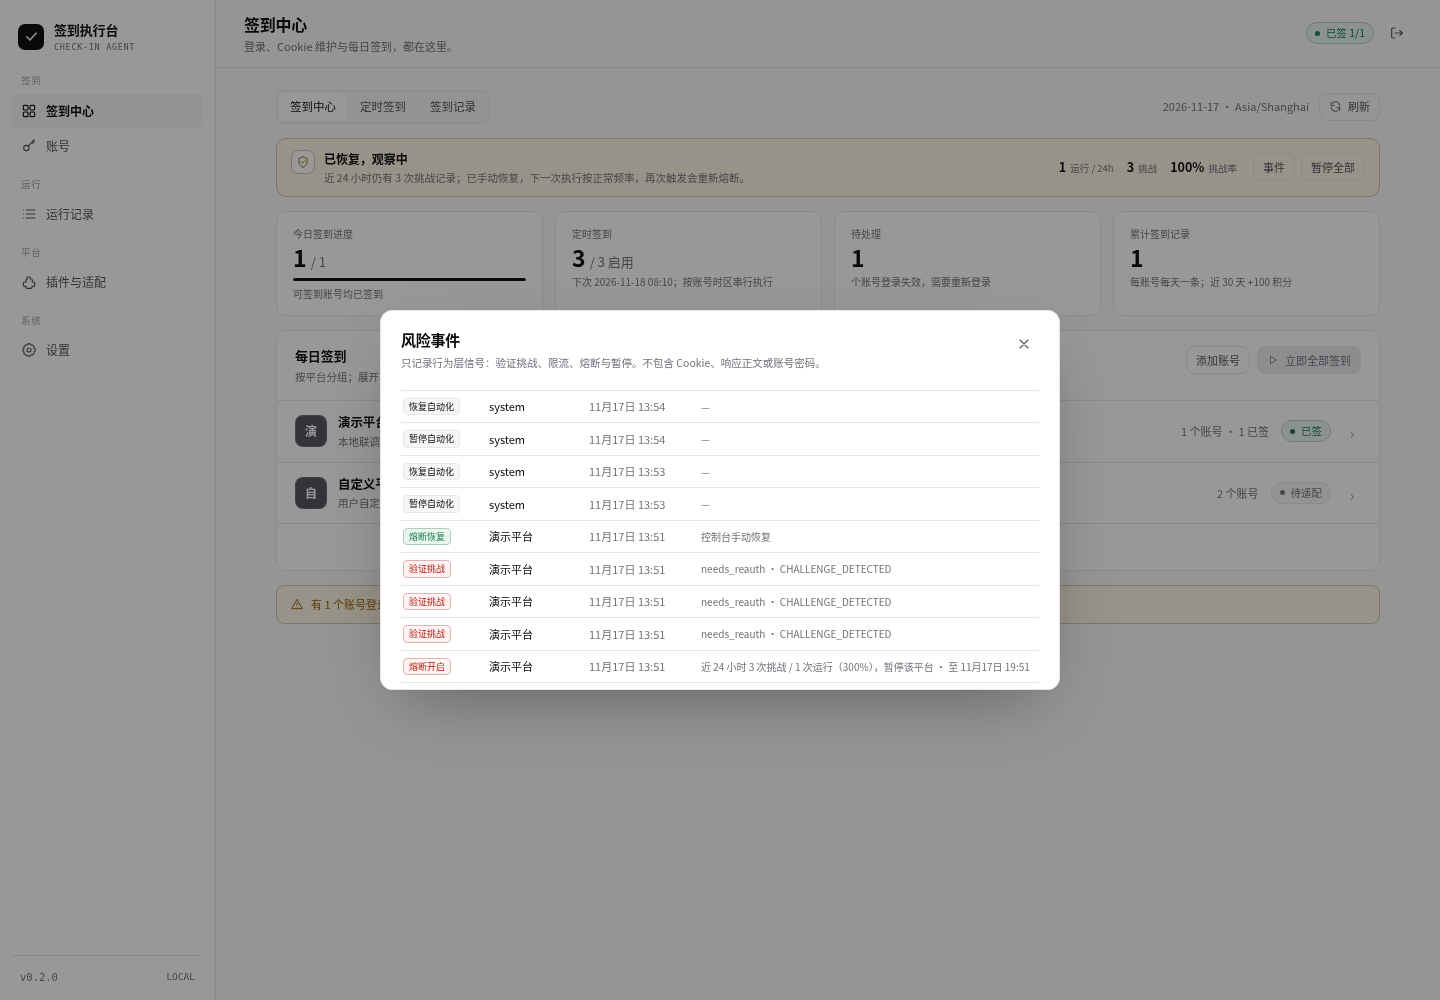 签到执行台
CHECK-IN AGENT
签到
签到中心
账号
运行
运行记录
平台
插件与适配
系统
设置
v0.2.0 LOCAL
签到中心
登录、Cookie 维护与每日签到，都在这里。
已签 1/1
签到中心 定时签到 签到记录
2026-11-17 · Asia/Shanghai 刷新
已恢复，观察中
近 24 小时仍有 3 次挑战记录；已手动恢复，下一次执行按正常频率，再次触发会重新熔断。
1 运行 / 24h 3 挑战 100% 挑战率 事件 暂停全部
今日签到进度
1 / 1
可签到账号均已签到
定时签到
3 / 3 启用
下次 2026-11-18 08:10；按账号时区串行执行
待处理
1
个账号登录失效，需要重新登录
累计签到记录
1
每账号每天一条；近 30 天 +100 积分
每日签到
按平台分组；展开
添加账号 立即全部签到
演 演示平台
本地联调
1 个账号 · 1 已签 已签
自 自定义平
用户自定
2 个账号 待适配
有 1 个账号登
风险事件
只记录行为层信号：验证挑战、限流、熔断与暂停。不包含 Cookie、响应正文或账号密码。
恢复自动化 system 11月17日 13:54 —
暂停自动化 system 11月17日 13:54 —
恢复自动化 system 11月17日 13:53 —
暂停自动化 system 11月17日 13:53 —
熔断恢复 演示平台 11月17日 13:51 控制台手动恢复
验证挑战 演示平台 11月17日 13:51 needs_reauth · CHALLENGE_DETECTED
验证挑战 演示平台 11月17日 13:51 needs_reauth · CHALLENGE_DETECTED
验证挑战 演示平台 11月17日 13:51 needs_reauth · CHALLENGE_DETECTED
熔断开启 演示平台 11月17日 13:51 近 24 小时 3 次挑战 / 1 次运行（300%），暂停该平台 · 至 11月17日 19:51